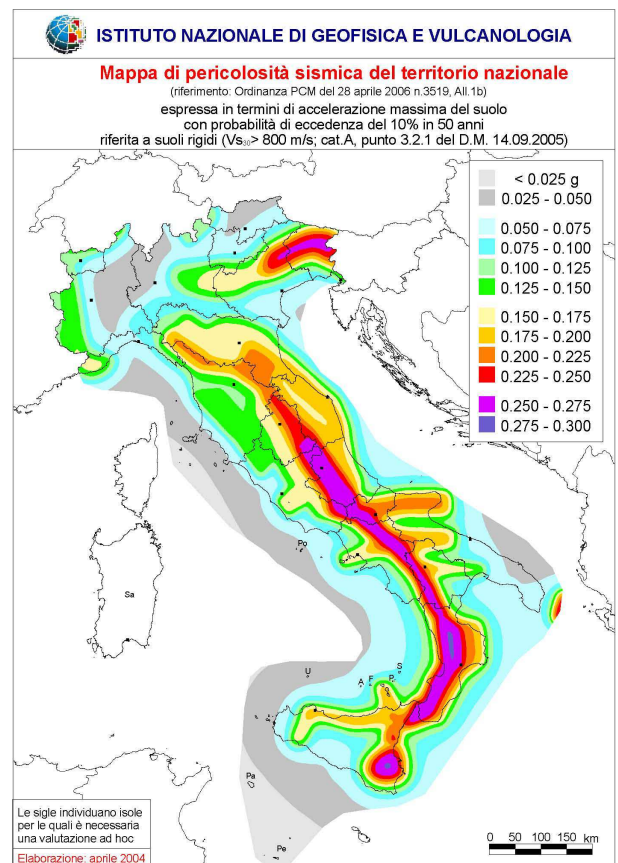 ISTITUTO NAZIONALE DI GEOFISICA E VULCANOLOGIA
Mappa di pericolosità sismica del territorio nazionale
(riferimento: Ordinanza PCM del 28 aprile 2006 n.3519, All.1b)
espressa in termini di accelerazione massima del suolo
con probabilità di eccedenza del 10% in 50 anni
riferita a suoli rigidi (Vs30> 800 m/s; cat.A, punto 3.2.1 del D.M. 14.09.2005)
< 0.025 g
0.025 - 0.050
0.050 - 0.075
0.075 - 0.100
0.100 - 0.125
0.125 - 0.150
0.150 - 0.175
0.175 - 0.200
0.200 - 0.225
0.225 - 0.250
0.250 - 0.275
0.275 - 0.300
Po
Sa
U
A F P S
Pa
Pe
Le sigle individuano isole
per le quali è necessaria
una valutazione ad hoc
Elaborazione: aprile 2004
0 50 100 150 km